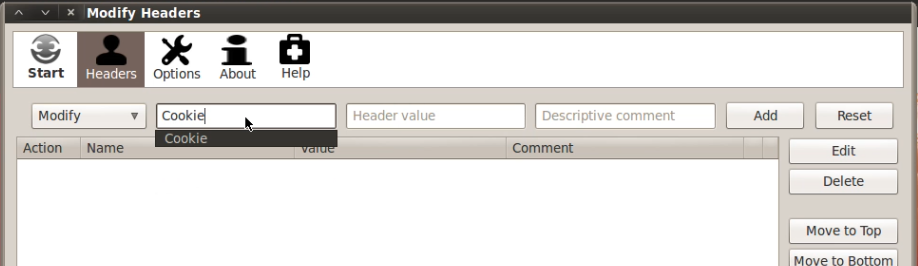 Modify Headers
Start Headers Options About Help
Modify Cookie Header value Descriptive comment Add Reset
Cookie
Action Name Value Comment
Edit
Delete
Move to Top
Move to Bottom